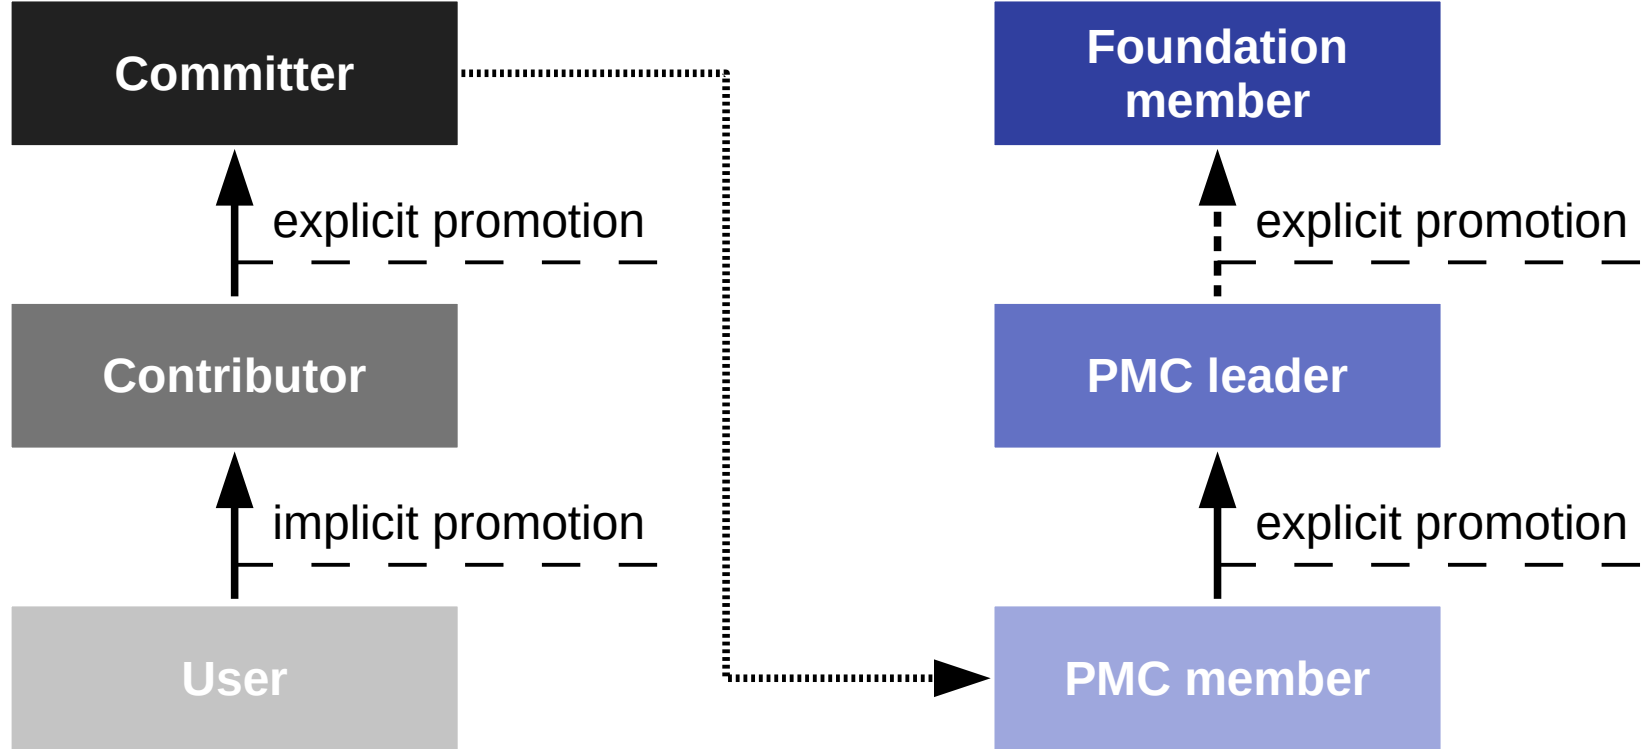 Committer
explicit promotion
Contributor
implicit promotion
User
Foundation
member
explicit promotion
PMC leader
explicit promotion
PMC member